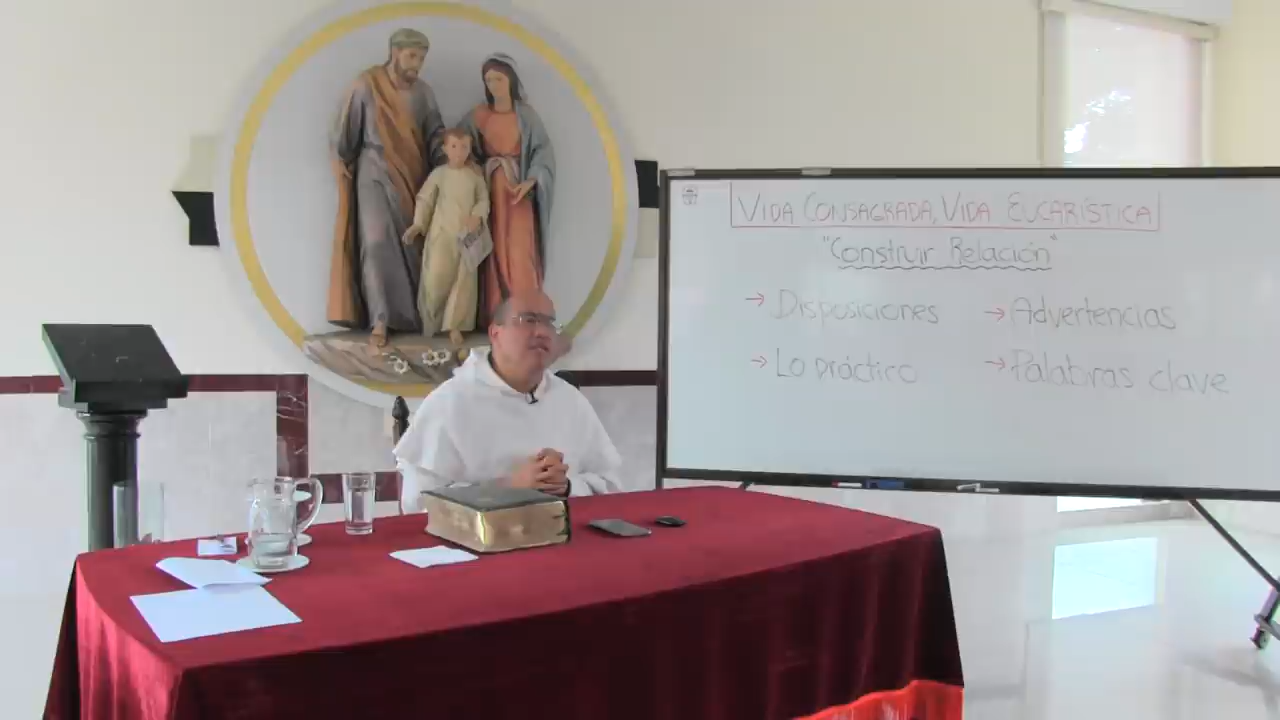 VIDA CONSAGRADA, VIDA EUCARÍSTICA
"Construir Relación"
→ Disposiciones → Advertencias
→ Lo práctico → Palabras clave